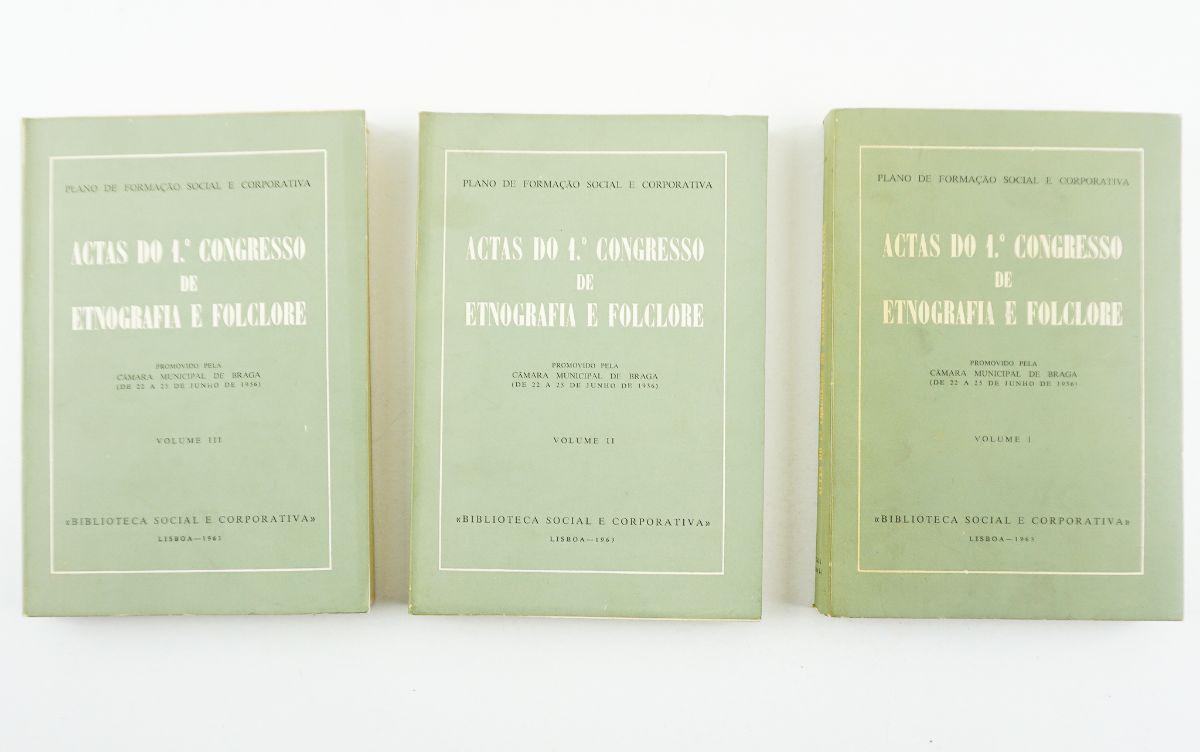 PLANO DE FORMAÇÃO SOCIAL E CORPORATIVA
ACTAS DO 1.º CONGRESSO
DE
ETNOGRAFIA E FOLCLORE
PROMOVIDO PELA
CÂMARA MUNICIPAL DE BRAGA
(DE 22 A 25 DE JUNHO DE 1956)
VOLUME III
«BIBLIOTECA SOCIAL E CORPORATIVA»
LISBOA—1963
PLANO DE FORMAÇÃO SOCIAL E CORPORATIVA
ACTAS DO 1.º CONGRESSO
DE
ETNOGRAFIA E FOLCLORE
PROMOVIDO PELA
CÂMARA MUNICIPAL DE BRAGA
(DE 22 A 25 DE JUNHO DE 1956)
VOLUME II
«BIBLIOTECA SOCIAL E CORPORATIVA»
LISBOA—1963
PLANO DE FORMAÇÃO SOCIAL E CORPORATIVA
ACTAS DO 1.º CONGRESSO
DE
ETNOGRAFIA E FOLCLORE
PROMOVIDO PELA
CÂMARA MUNICIPAL DE BRAGA
(DE 22 A 25 DE JUNHO DE 1956)
VOLUME I
«BIBLIOTECA SOCIAL E CORPORATIVA»
LISBOA—1963